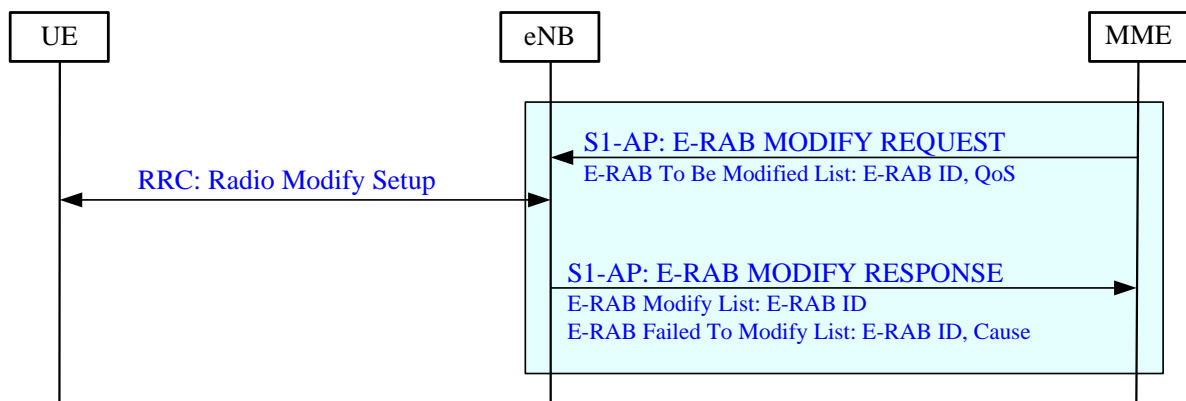 UE
eNB
MME
S1-AP: E-RAB MODIFY REQUEST
E-RAB To Be Modified List: E-RAB ID, QoS
RRC: Radio Modify Setup
S1-AP: E-RAB MODIFY RESPONSE
E-RAB Modify List: E-RAB ID
E-RAB Failed To Modify List: E-RAB ID, Cause